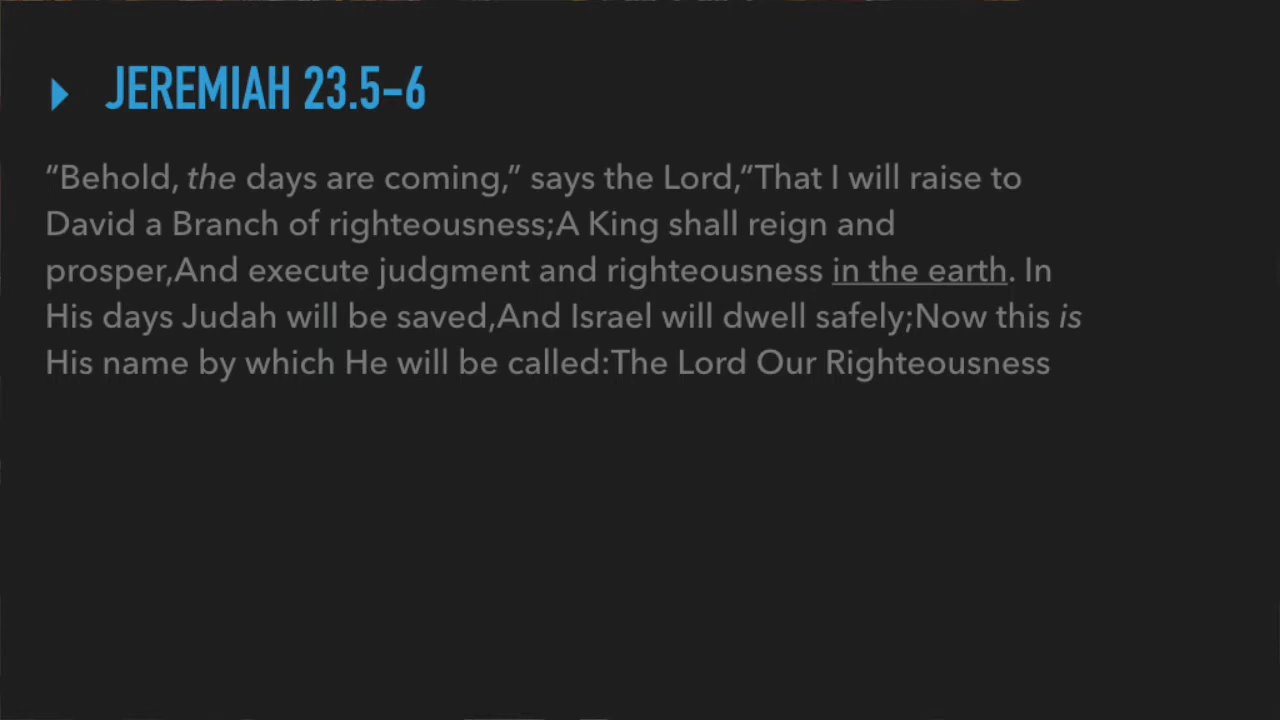 ▸ JEREMIAH 23.5-6
“Behold, the days are coming,” says the Lord,“That I will raise to
David a Branch of righteousness;A King shall reign and
prosper,And execute judgment and righteousness in the earth. In
His days Judah will be saved,And Israel will dwell safely;Now this is
His name by which He will be called:The Lord Our Righteousness